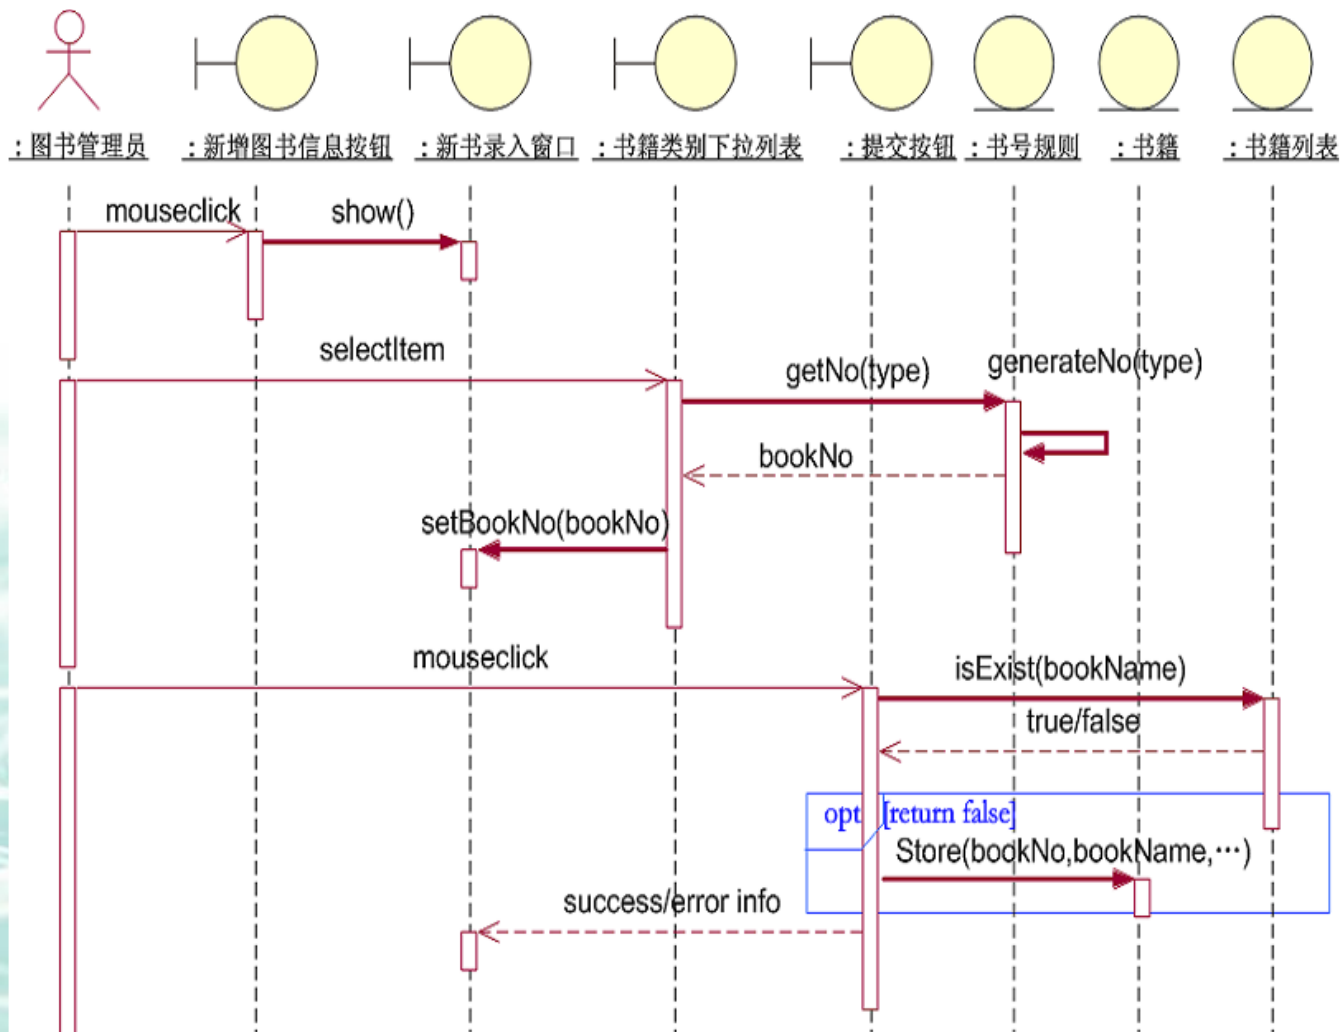 : 图书管理员
: 新增图书信息按钮
: 新书录入窗口
: 书籍类别下拉列表
: 提交按钮
: 书号规则
: 书籍
: 书籍列表
mouseclick
show()
selectItem
getNo(type)
generateNo(type)
bookNo
setBookNo(bookNo)
mouseclick
isExist(bookName)
true/false
opt [return false]
Store(bookNo,bookName,…)
success/error info